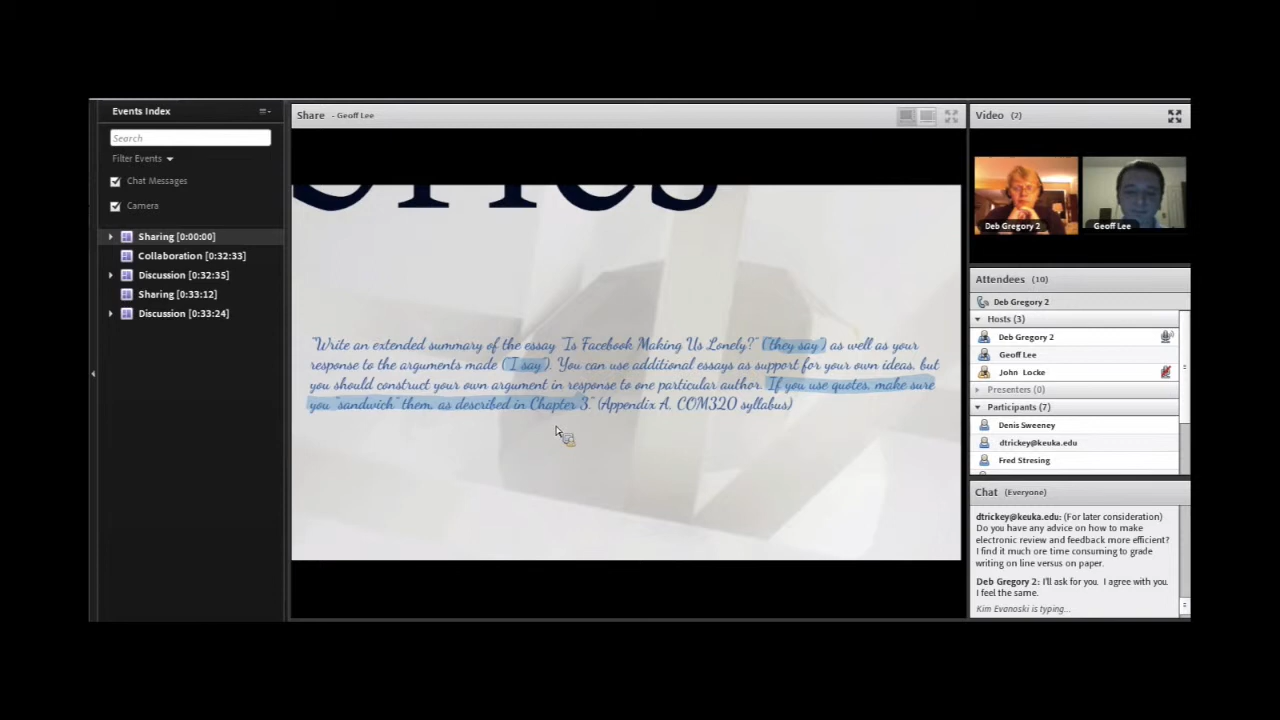 Events Index
Search
Filter Events
Chat Messages
Camera
Sharing [0:00:00]
Collaboration [0:32:33]
Discussion [0:32:35]
Sharing [0:33:12]
Discussion [0:33:24]
Share - Geoff Lee
"Write an extended summary of the essay "Is Facebook Making Us Lonely?" (they say) as well as your
response to the arguments made (I say). You can use additional essays as support for your own ideas, but
you should construct your own argument in response to one particular author. If you use quotes, make sure
you "sandwich" them, as described in Chapter 3." (Appendix A, COM320 syllabus)
Video (2)
Deb Gregory 2
Geoff Lee
Attendees (10)
Deb Gregory 2
Hosts (3)
Deb Gregory 2
Geoff Lee
John Locke
Presenters (0)
Participants (7)
Denis Sweeney
dtrickey@keuka.edu
Fred Stresing
Chat (Everyone)
dtrickey@keuka.edu: (For later consideration)
Do you have any advice on how to make
electronic review and feedback more efficient?
I find it much ore time consuming to grade
writing on line versus on paper.
Deb Gregory 2: I'll ask for you. I agree with you.
I feel the same.
Kim Evanoski is typing...